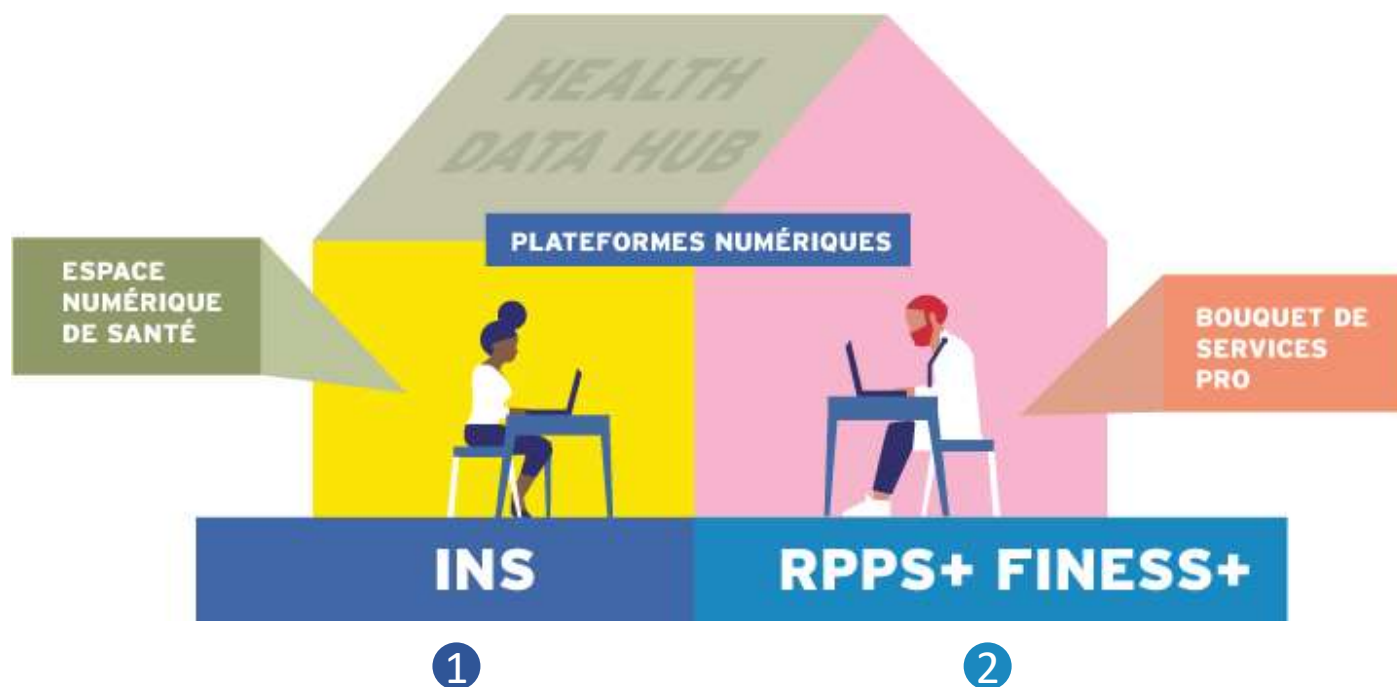 HEALTH
DATA HUB
PLATEFORMES NUMÉRIQUES
ESPACE
NUMÉRIQUE
DE SANTÉ
BOUQUET DE
SERVICES
PRO
INS
RPPS+ FINESS+
1
2